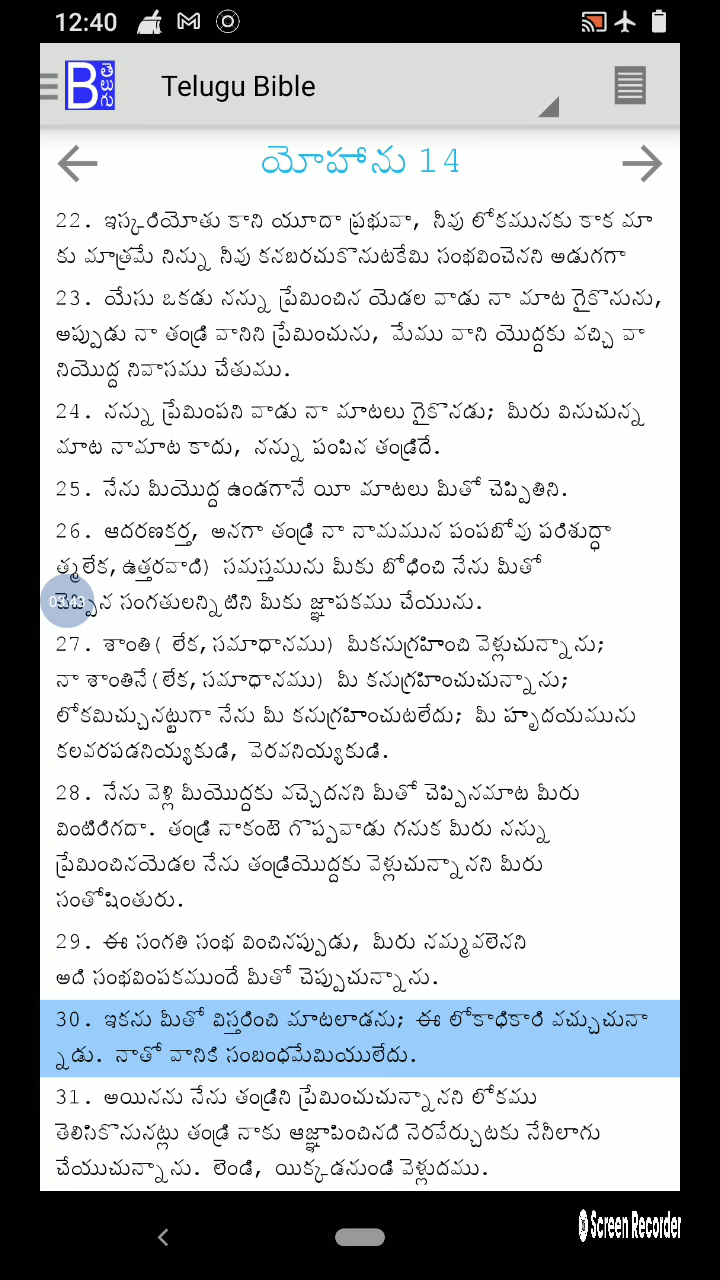 12:40
B తెలుగు
Telugu Bible
యోహాను 14
22. ఇస్కరియోతు కాని యూదా ప్రభువా, నీవు లోకమునకు కాక మా
కు మాత్రమే నిన్ను నీవు కనబరచుకొనుటకేమి సంభవించెనని అడుగగా
23. యేసు ఒకడు నన్ను ప్రేమించిన యెడల వాడు నా మాట గైకొనును,
అప్పుడు నా తండ్రి వానిని ప్రేమించును, మేము వాని యొద్దకు వచ్చి వా
నియొద్ద నివాసము చేతుము.
24. నన్ను ప్రేమింపని వాడు నా మాటలు గైకొనడు; మీరు వినుచున్న
మాట నామాట కాదు, నన్ను పంపిన తండ్రిదే.
25. నేను మీయొద్ద ఉండగానే యీ మాటలు మీతో చెప్పితిని.
26. ఆదరణకర్త, అనగా తండ్రి నా నామమున పంపబోవు పరిశుద్ధా
త్మలేక,ఉత్తరవాది) సమస్తమును మీకు బోధించి నేను మీతో
03:43
చెప్పిన సంగతులన్నిటిని మీకు జ్ఞాపకము చేయును.
27. శాంతి( లేక,సమాధానము) మీకనుగ్రహించి వెళ్లుచున్నాను;
నా శాంతినే(లేక,సమాధానము) మీ కనుగ్రహించుచున్నాను;
లోకమిచ్చునట్టుగా నేను మీ కనుగ్రహించుటలేదు; మీ హృదయమును
కలవరపడనియ్యకుడి, వెరవనియ్యకుడి.
28. నేను వెళ్లి మీయొద్దకు వచ్చెదనని మీతో చెప్పినమాట మీరు
వింటిరిగదా. తండ్రి నాకంటె గొప్పవాడు గనుక మీరు నన్ను
ప్రేమించినయెడల నేను తండ్రియొద్దకు వెళ్లుచున్నానని మీరు
సంతోషింతురు.
29. ఈ సంగతి సంభ వించినప్పుడు, మీరు నమ్మవలెనని
అది సంభవింపకముందే మీతో చెప్పుచున్నాను.
30. ఇకను మీతో విస్తరించి మాటలాడను; ఈ లోకాధికారి వచ్చుచునా
్నడు. నాతో వానికి సంబంధమేమియులేదు.
31. అయినను నేను తండ్రిని ప్రేమించుచున్నానని లోకము
తెలిసికొనునట్లు తండ్రి నాకు ఆజ్ఞాపించినది నెరవేర్చుటకు నేనీలాగు
చేయుచున్నాను. లెండి, యిక్కడనుండి వెళ్లుదము.
Screen Recorder